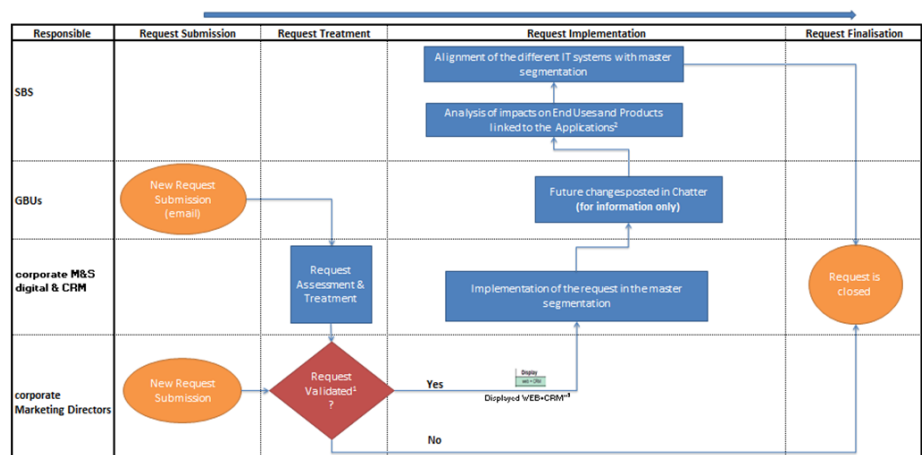 Responsible
Request Submission
Request Treatment
Request Implementation
Request Finalisation
SBS
Alignment of the different IT systems with master
segmentation
Analysis of impacts on End Uses and Products
linked to the Applications²
GBUs
New Request
Submission
(email)
Future changes posted in Chatter
(for information only)
corporate M&S
digital & CRM
Request
Assessment &
Treatment
Implementation of the request in the master
segmentation
Request is
closed
corporate
Marketing Directors
New Request
Submission
Request
Validated¹
?
Yes
Display
web + CRM
Displayed WEB+CRM
No